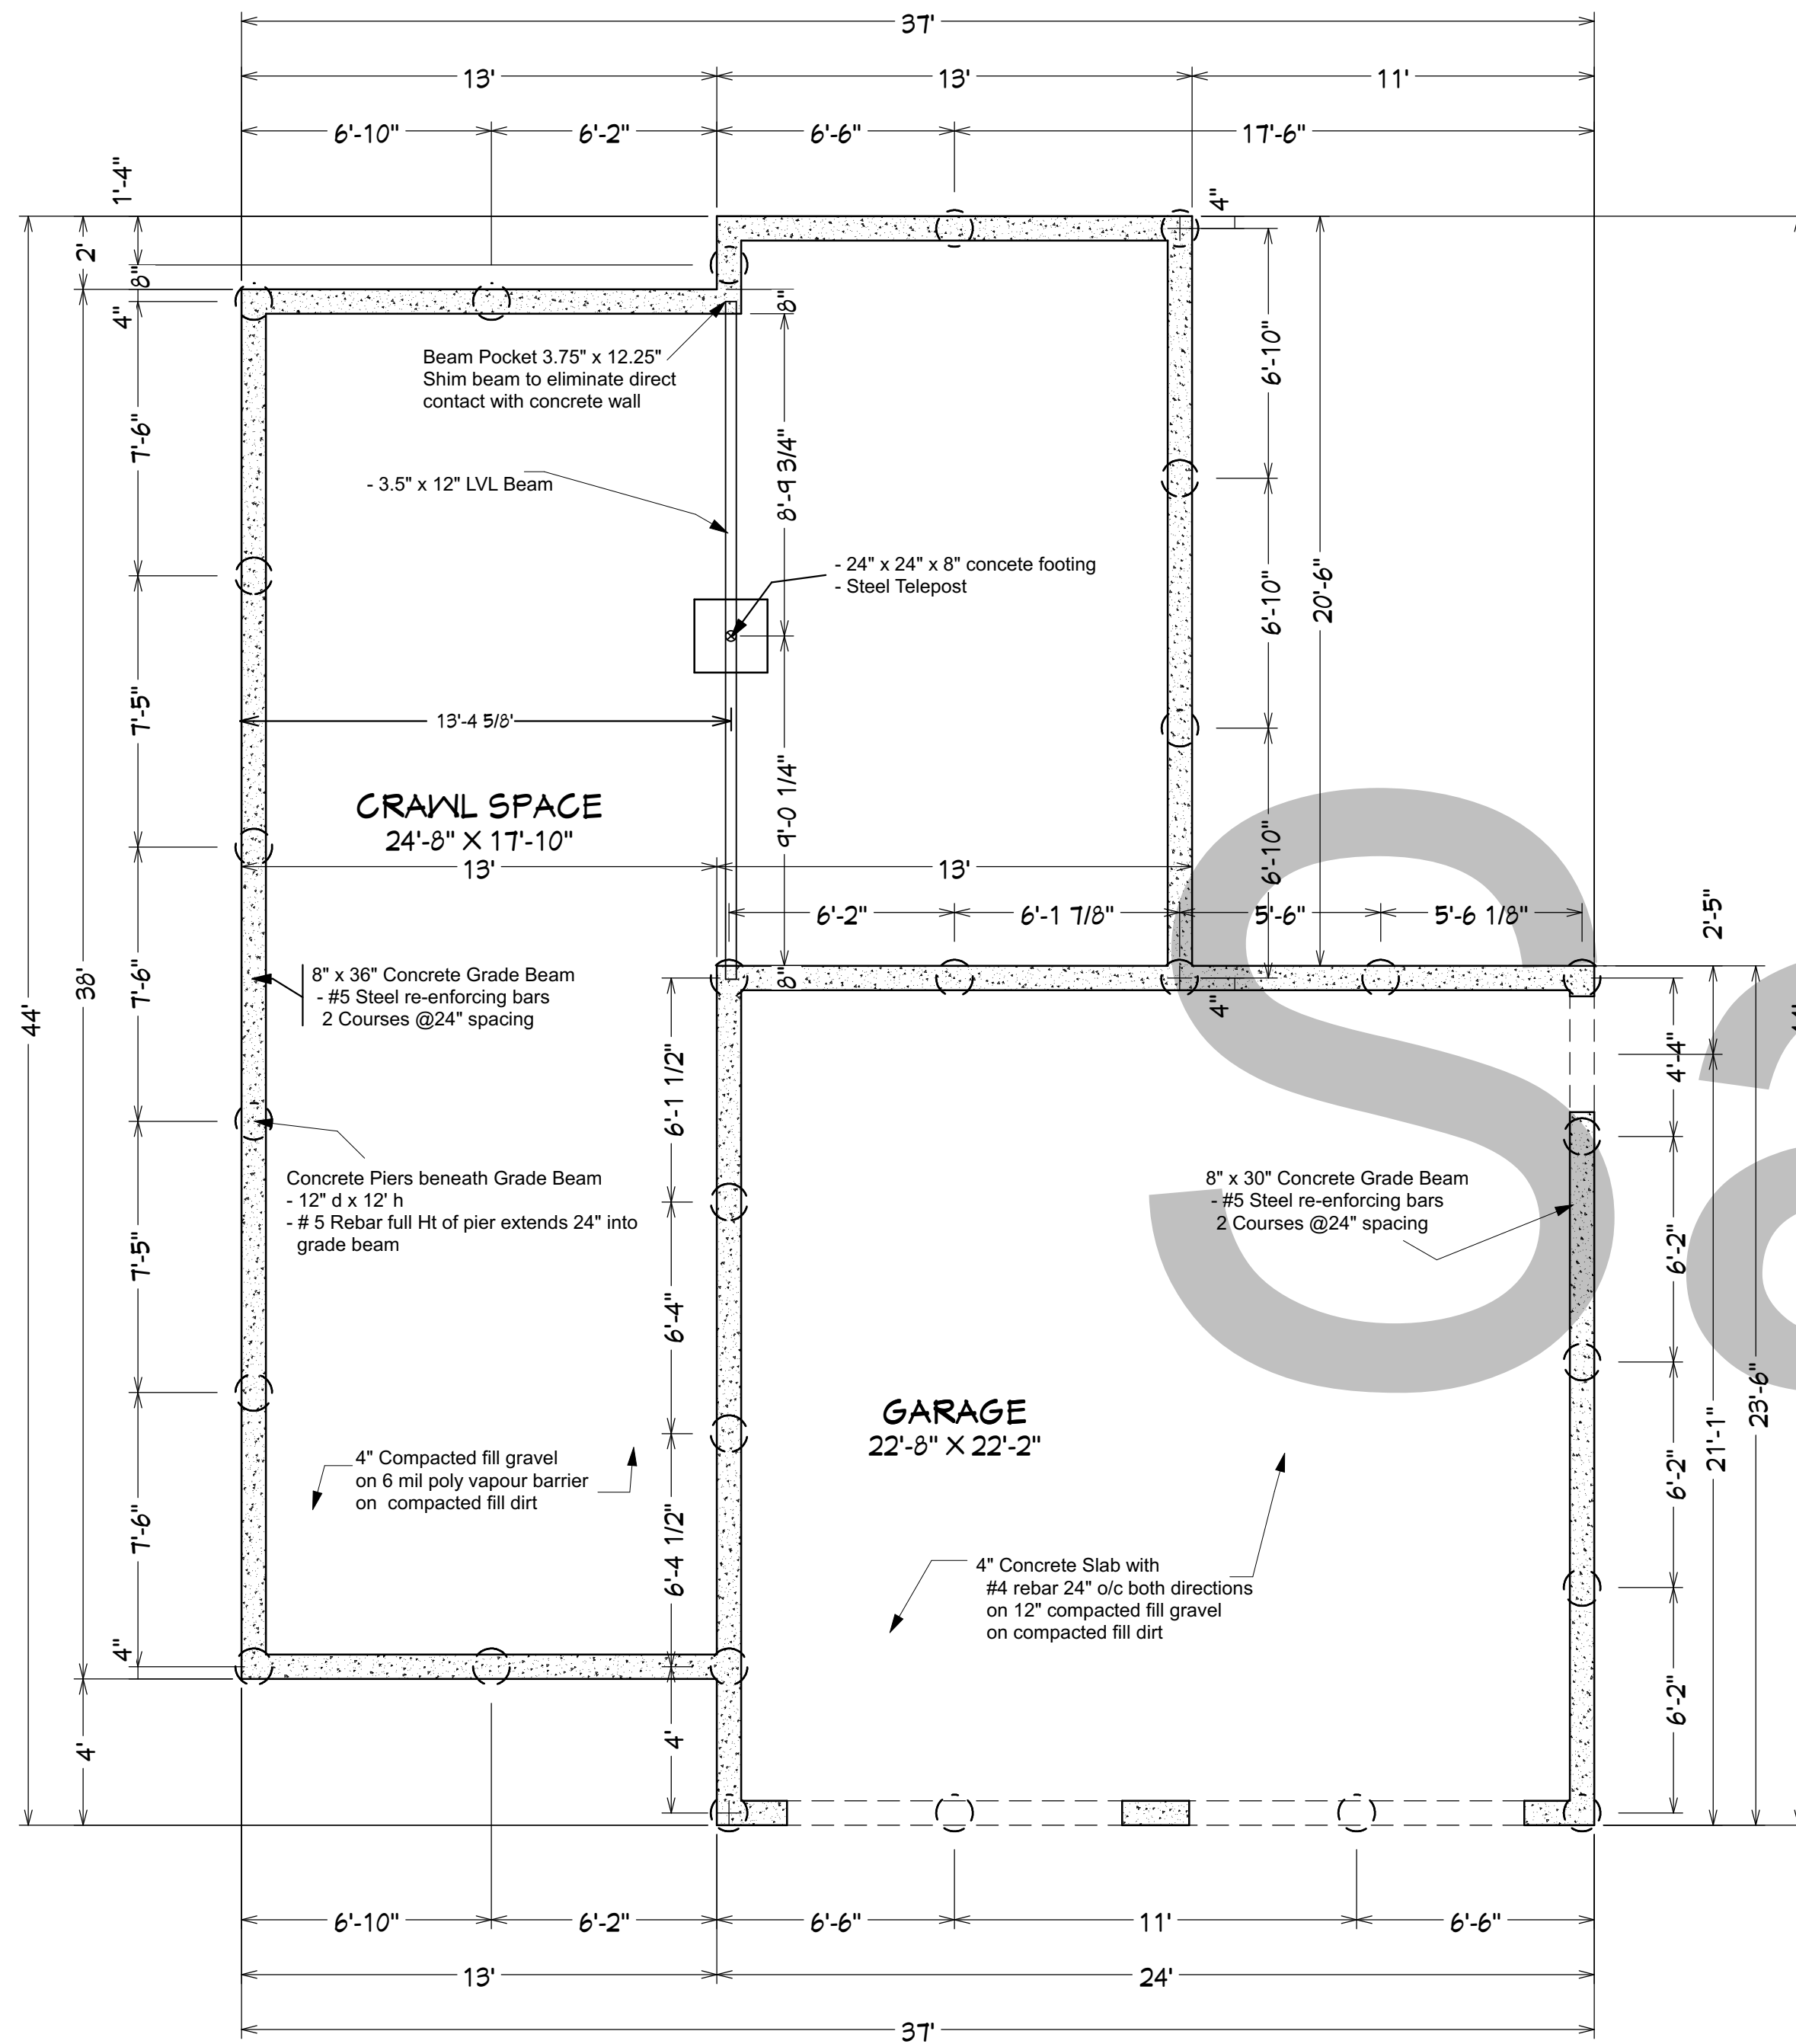 37'
13'
13'
11'
6'-10"
6'-2"
6'-6"
17'-6"
1'-4"
2'
8"
4"
4"
8"
Beam Pocket 3.75" x 12.25"
Shim beam to eliminate direct
contact with concrete wall
6'-10"
7'-6"
8'-9 3/4"
- 3.5" x 12" LVL Beam
- 24" x 24" x 8" concete footing
- Steel Telepost
6'-10"
20'-6"
7'-5"
13'-4 5/8'
9'-0 1/4"
CRAWL SPACE
24'-8" X 17'-10"
13'
13'
6'-10"
6'-2"
6'-1 7/8"
5'-6"
5'-6 1/8"
2'-5"
44'
38'
7'-6"
8" x 36" Concrete Grade Beam
- #5 Steel re-enforcing bars
2 Courses @24" spacing
8"
4"
4'-4"
6'-1 1/2"
Concrete Piers beneath Grade Beam
- 12" d x 12' h
- # 5 Rebar full Ht of pier extends 24" into
grade beam
8" x 30" Concrete Grade Beam
- #5 Steel re-enforcing bars
2 Courses @24" spacing
7'-5"
6'-2"
6'-4"
GARAGE
22'-8" X 22'-2"
23'-6"
21'-1"
6'-2"
4" Compacted fill gravel
on 6 mil poly vapour barrier
on compacted fill dirt
7'-6"
6'-4 1/2"
4" Concrete Slab with
#4 rebar 24" o/c both directions
on 12" compacted fill gravel
on compacted fill dirt
4"
6'-2"
4'
4'
6'-10"
6'-2"
6'-6"
11'
6'-6"
13'
24'
37'
Sa